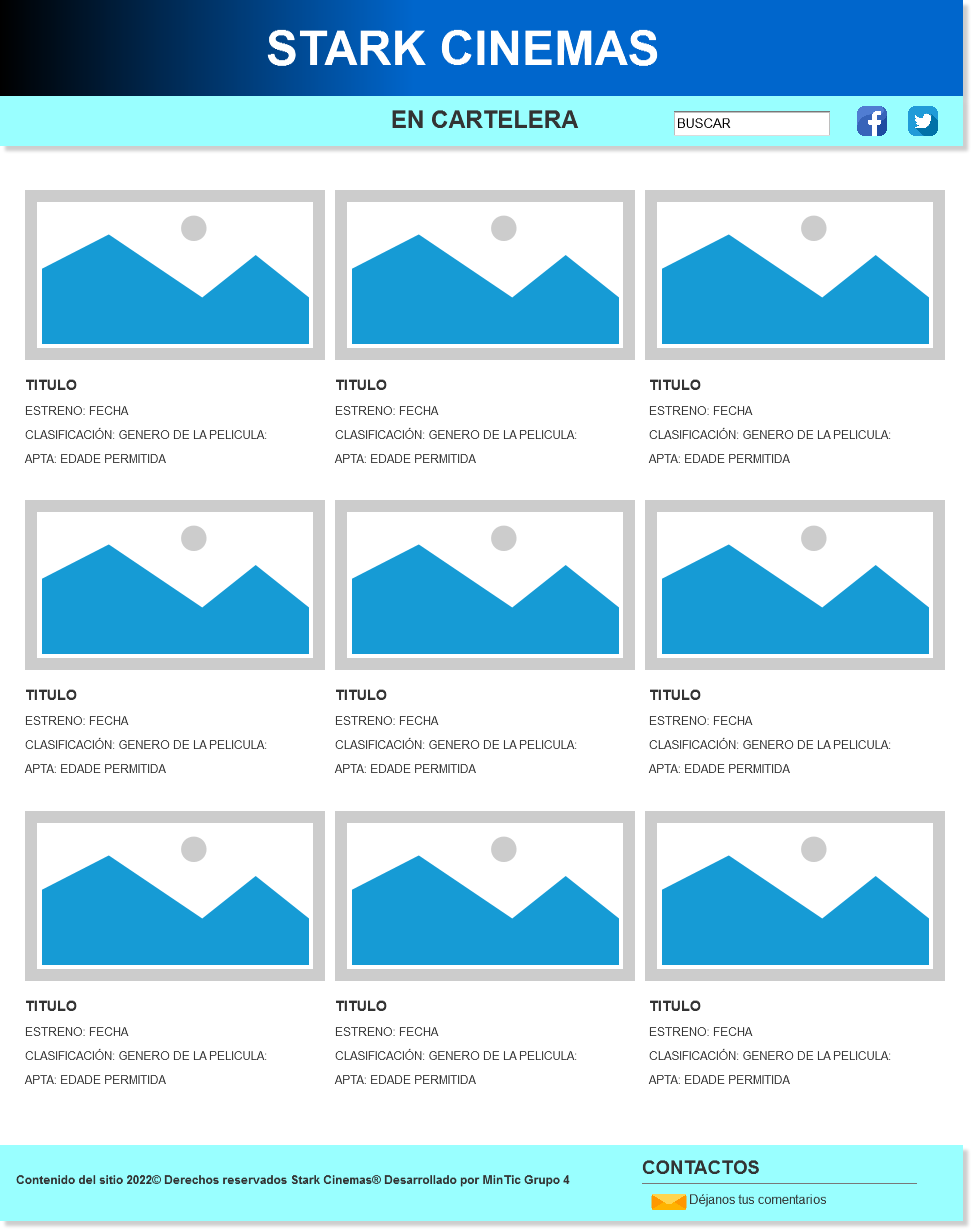 STARK CINEMAS
EN CARTELERA
BUSCAR
TITULO
ESTRENO: FECHA
CLASIFICACIÓN: GENERO DE LA PELICULA:
APTA: EDADE PERMITIDA
TITULO
ESTRENO: FECHA
CLASIFICACIÓN: GENERO DE LA PELICULA:
APTA: EDADE PERMITIDA
TITULO
ESTRENO: FECHA
CLASIFICACIÓN: GENERO DE LA PELICULA:
APTA: EDADE PERMITIDA
TITULO
ESTRENO: FECHA
CLASIFICACIÓN: GENERO DE LA PELICULA:
APTA: EDADE PERMITIDA
TITULO
ESTRENO: FECHA
CLASIFICACIÓN: GENERO DE LA PELICULA:
APTA: EDADE PERMITIDA
TITULO
ESTRENO: FECHA
CLASIFICACIÓN: GENERO DE LA PELICULA:
APTA: EDADE PERMITIDA
TITULO
ESTRENO: FECHA
CLASIFICACIÓN: GENERO DE LA PELICULA:
APTA: EDADE PERMITIDA
TITULO
ESTRENO: FECHA
CLASIFICACIÓN: GENERO DE LA PELICULA:
APTA: EDADE PERMITIDA
TITULO
ESTRENO: FECHA
CLASIFICACIÓN: GENERO DE LA PELICULA:
APTA: EDADE PERMITIDA
Contenido del sitio 2022© Derechos reservados Stark Cinemas® Desarrollado por MinTic Grupo 4
CONTACTOS
Déjanos tus comentarios